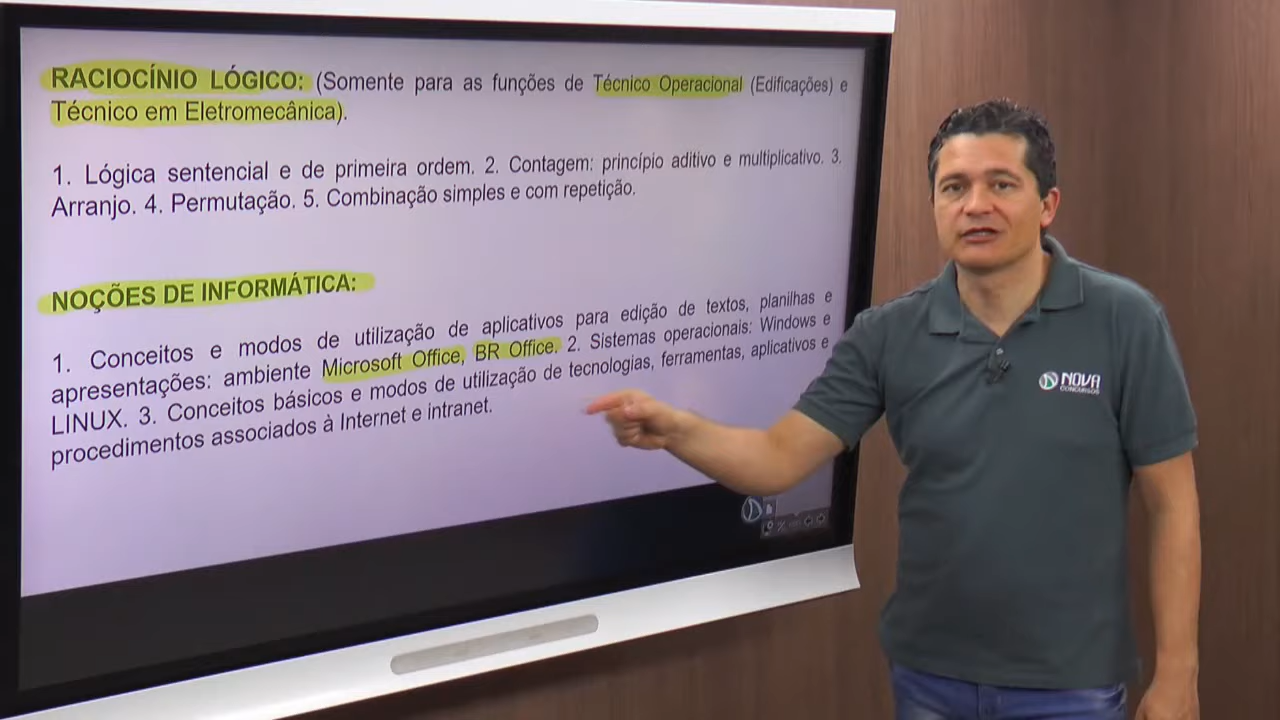 RACIOCÍNIO LÓGICO: (Somente para as funções de Técnico Operacional (Edificações) e
Técnico em Eletromecânica).
1. Lógica sentencial e de primeira ordem. 2. Contagem: princípio aditivo e multiplicativo. 3.
Arranjo. 4. Permutação. 5. Combinação simples e com repetição.
NOÇÕES DE INFORMÁTICA:
1. Conceitos e modos de utilização de aplicativos para edição de textos, planilhas e
apresentações: ambiente Microsoft Office, BR Office. 2. Sistemas operacionais: Windows e
LINUX. 3. Conceitos básicos e modos de utilização de tecnologias, ferramentas, aplicativos e
procedimentos associados à Internet e intranet.
NOVA
CONCURSOS